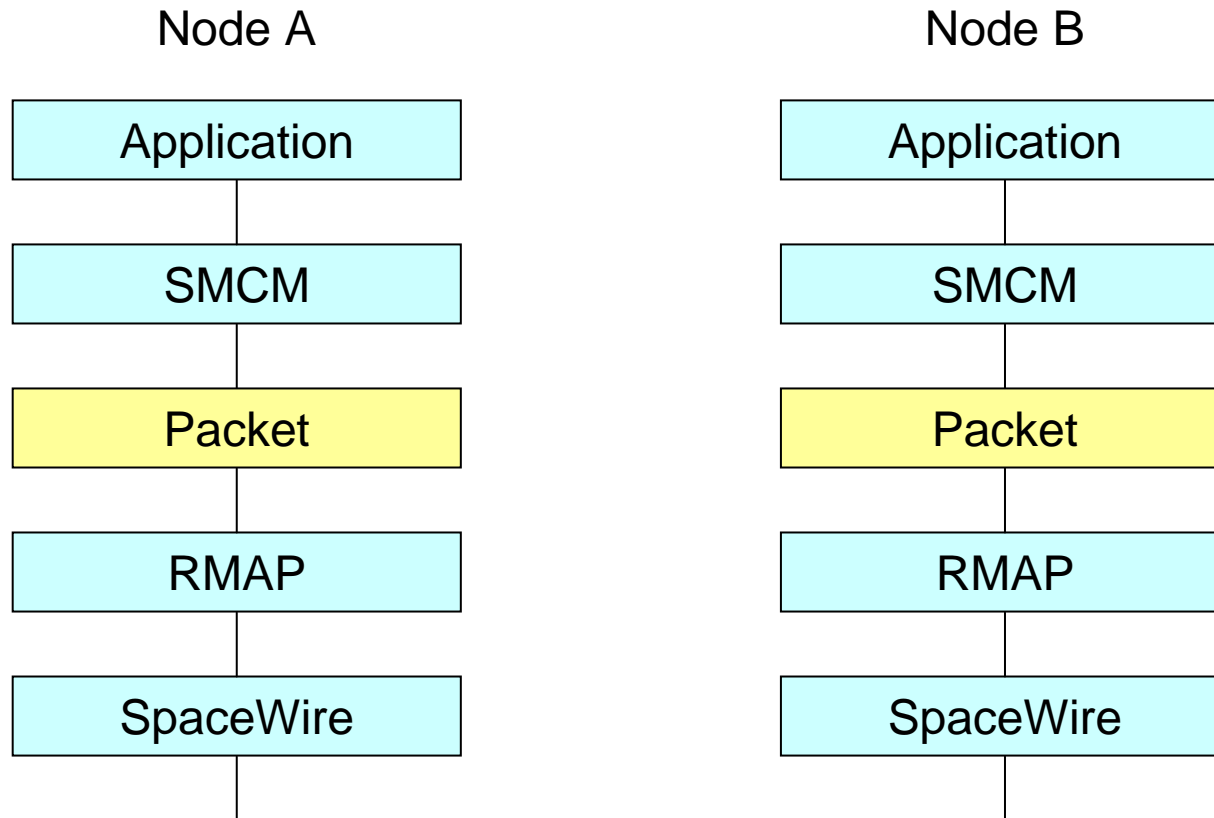 Node A
Node B
Application
Application
SMCM
SMCM
Packet
Packet
RMAP
RMAP
SpaceWire
SpaceWire